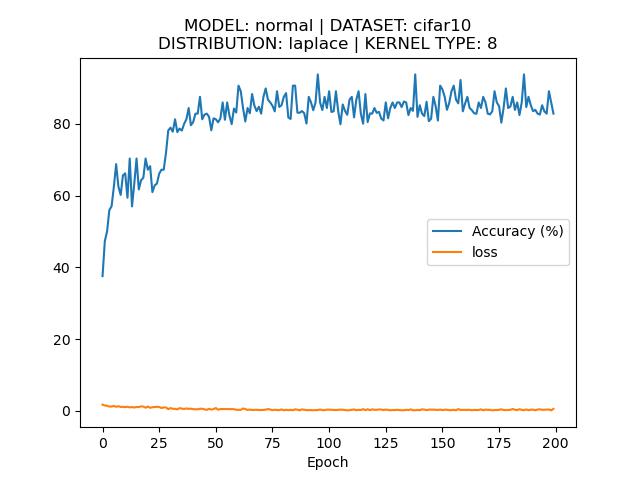 MODEL: normal | DATASET: cifar10
DISTRIBUTION: laplace | KERNEL TYPE: 8
80
60
40
20
0
Accuracy (%)
loss
0 25 50 75 100 125 150 175 200
Epoch